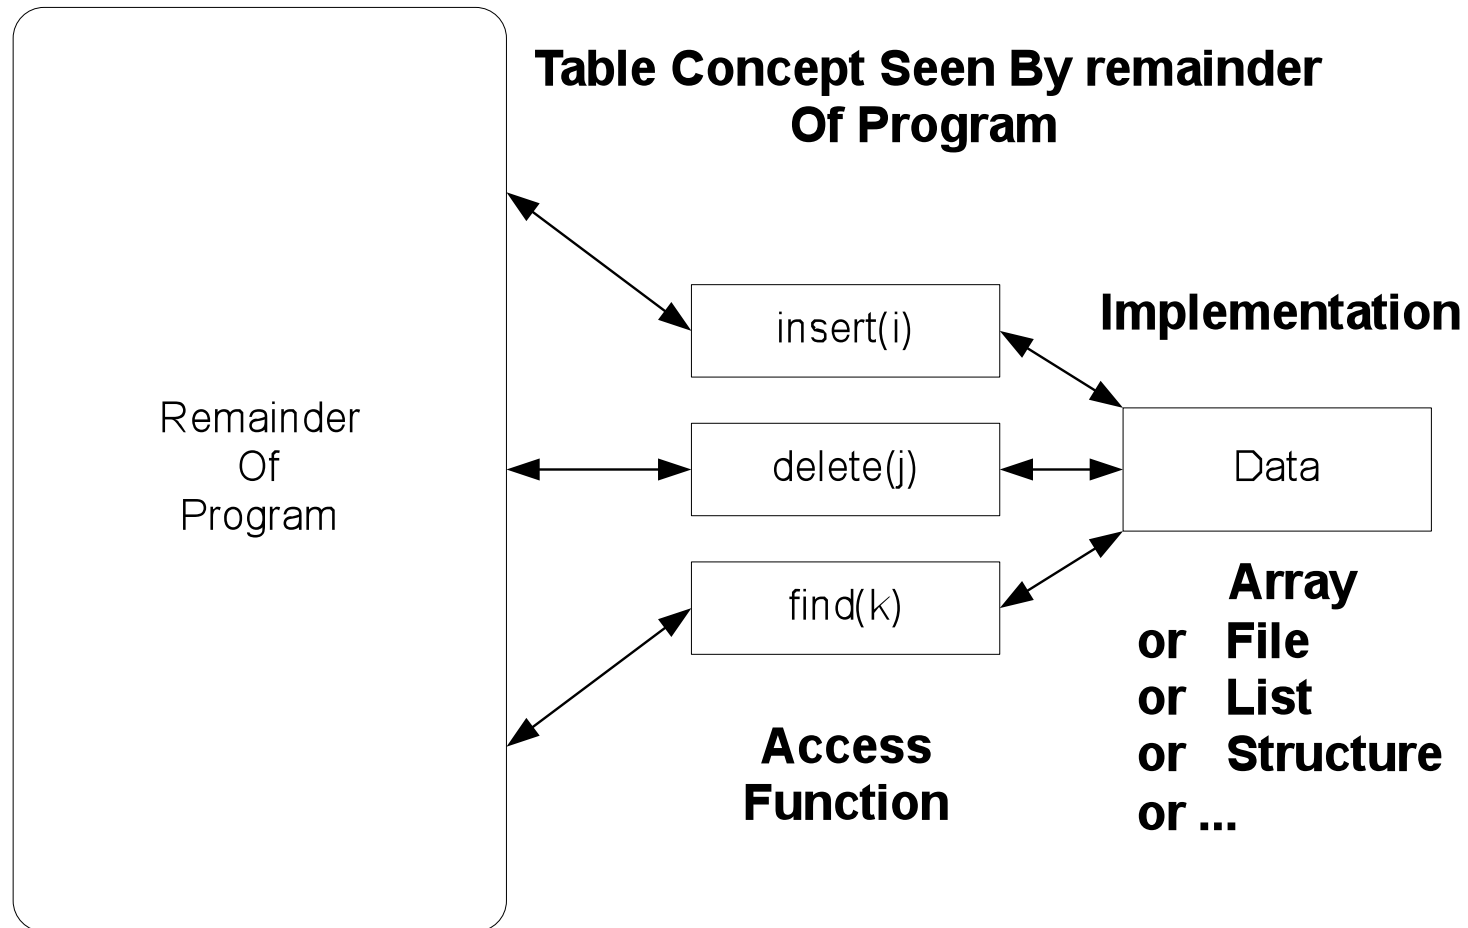 Table Concept Seen By remainder
Of Program
Remainder
Of
Program
insert(i)
delete(j)
find(k)
Access
Function
Implementation
Data
Array
or File
or List
or Structure
or ...